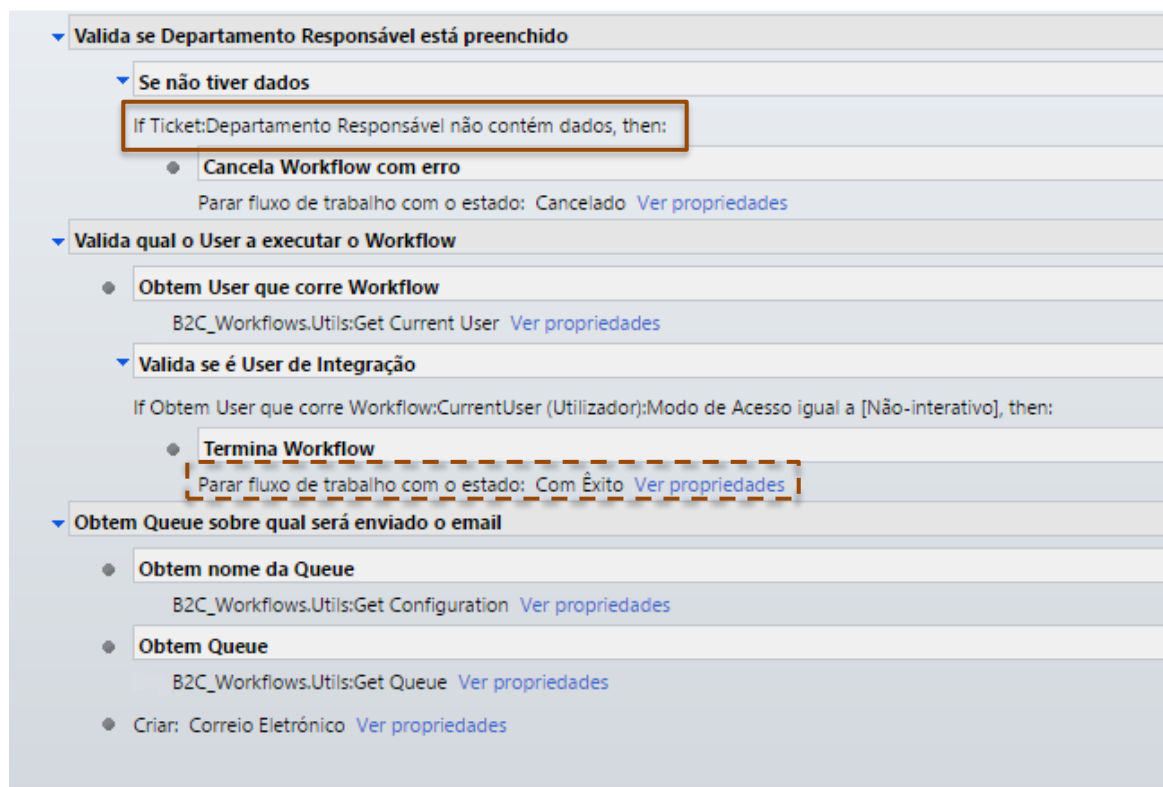 Valida se Departamento Responsável está preenchido
Se não tiver dados
If Ticket:Departamento Responsável não contém dados, then:
Cancela Workflow com erro
Parar fluxo de trabalho com o estado: Cancelado Ver propriedades
Valida qual o User a executar o Workflow
Obtem User que corre Workflow
B2C_Workflows.Utils:Get Current User Ver propriedades
Valida se é User de Integração
If Obtem User que corre Workflow:CurrentUser (Utilizador):Modo de Acesso igual a [Não-interativo], then:
Termina Workflow
Parar fluxo de trabalho com o estado: Com Êxito Ver propriedades
Obtem Queue sobre qual será enviado o email
Obtem nome da Queue
B2C_Workflows.Utils:Get Configuration Ver propriedades
Obtem Queue
B2C_Workflows.Utils:Get Queue Ver propriedades
Criar: Correio Eletrónico Ver propriedades